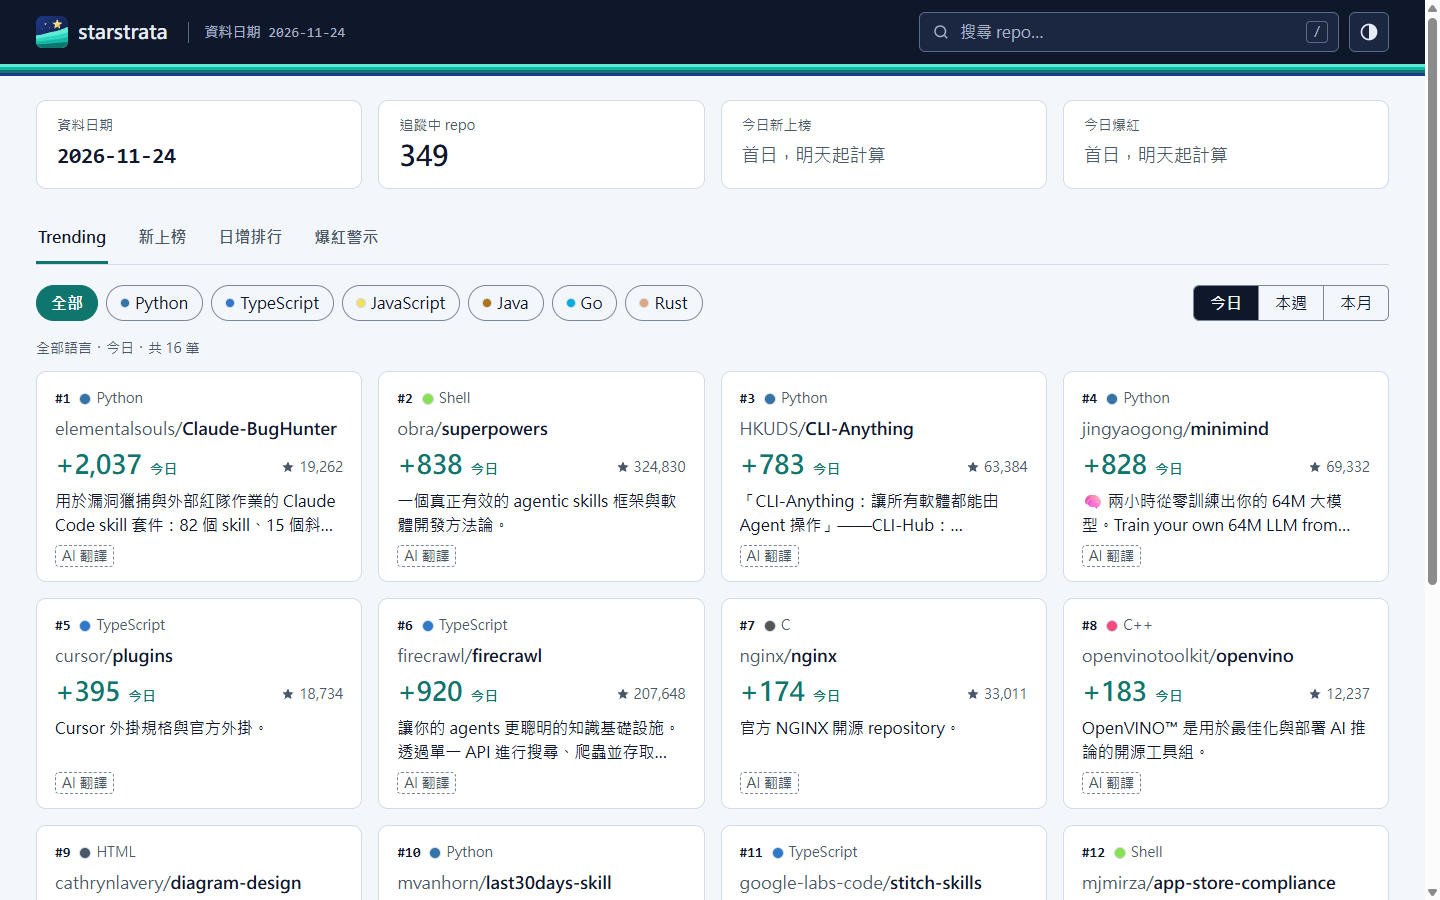 starstrata
資料日期 2026-11-24
搜尋 repo...
/
資料日期
2026-11-24
追蹤中 repo
349
今日新上榜
首日，明天起計算
今日爆紅
首日，明天起計算
Trending
新上榜
日增排行
爆紅警示
全部
Python
TypeScript
JavaScript
Java
Go
Rust
今日
本週
本月
全部語言・今日・共 16 筆
#1 Python
elementalsouls/Claude-BugHunter
+2,037 今日
★ 19,262
用於漏洞獵捕與外部紅隊作業的 Claude
Code skill 套件：82 個 skill、15 個斜...
AI 翻譯
#2 Shell
obra/superpowers
+838 今日
★ 324,830
一個真正有效的 agentic skills 框架與軟
體開發方法論。
AI 翻譯
#3 Python
HKUDS/CLI-Anything
+783 今日
★ 63,384
「CLI-Anything：讓所有軟體都能由
Agent 操作」——CLI-Hub：...
AI 翻譯
#4 Python
jingyaogong/minimind
+828 今日
★ 69,332
🧠 兩小時從零訓練出你的 64M 大模
型。Train your own 64M LLM from...
AI 翻譯
#5 TypeScript
cursor/plugins
+395 今日
★ 18,734
Cursor 外掛規格與官方外掛。
AI 翻譯
#6 TypeScript
firecrawl/firecrawl
+920 今日
★ 207,648
讓你的 agents 更聰明的知識基礎設施。
透過單一 API 進行搜尋、爬蟲並存取...
AI 翻譯
#7 C
nginx/nginx
+174 今日
★ 33,011
官方 NGINX 開源 repository。
AI 翻譯
#8 C++
openvinotoolkit/openvino
+183 今日
★ 12,237
OpenVINO™ 是用於最佳化與部署 AI 推
論的開源工具組。
AI 翻譯
#9 HTML
cathrynlavery/diagram-design
#10 Python
mvanhorn/last30days-skill
#11 TypeScript
google-labs-code/stitch-skills
#12 Shell
mjmirza/app-store-compliance